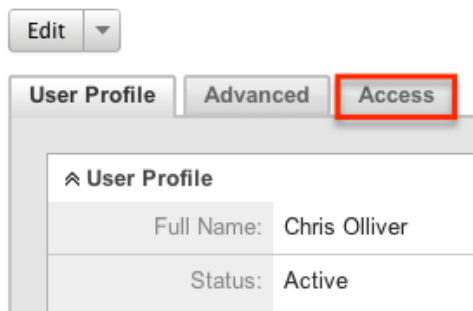 Edit
User Profile Advanced Access
User Profile
Full Name: Chris Olliver
Status: Active